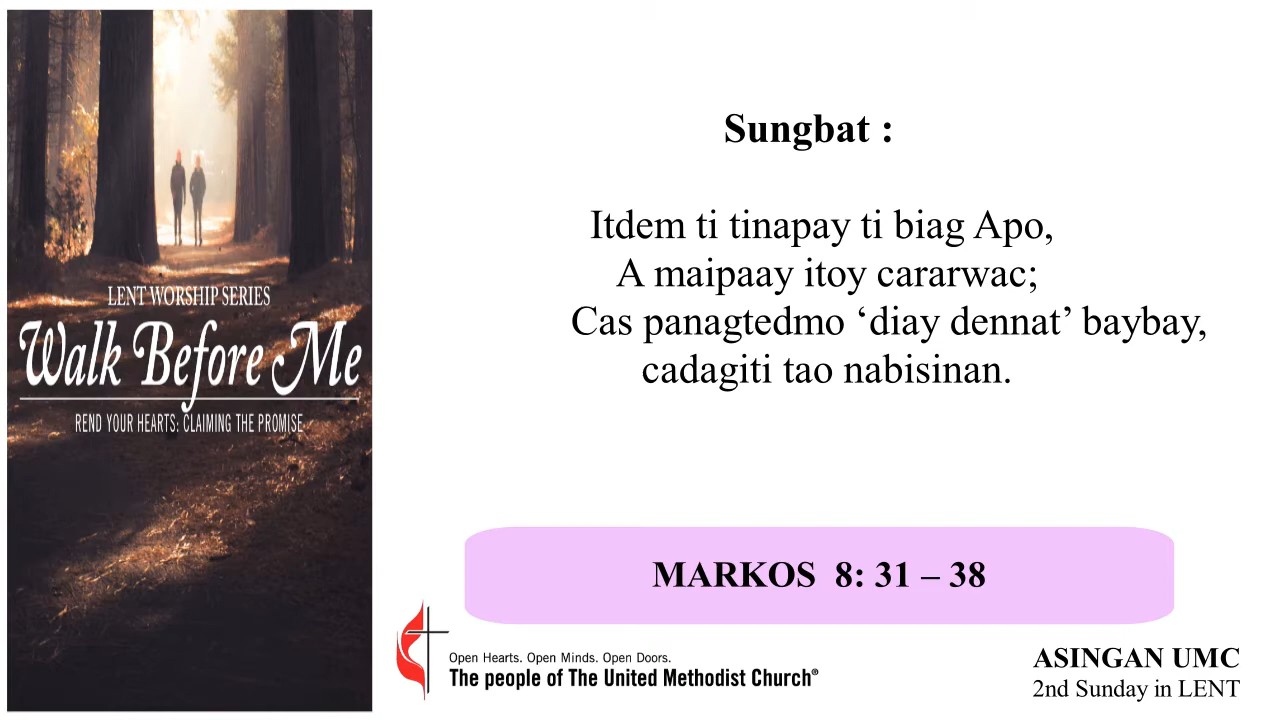 LENT WORSHIP SERIES
Walk Before Me
REND YOUR HEARTS: CLAIMING THE PROMISE
Sungbat :
Itdem ti tinapay ti biag Apo,
A maipaay itoy cararwac;
Cas panagtedmo ‘diay dennat’ baybay,
cadagiti tao nabisinan.
MARKOS 8: 31 – 38
Open Hearts. Open Minds. Open Doors.
The people of The United Methodist Church®
ASINGAN UMC
2nd Sunday in LENT